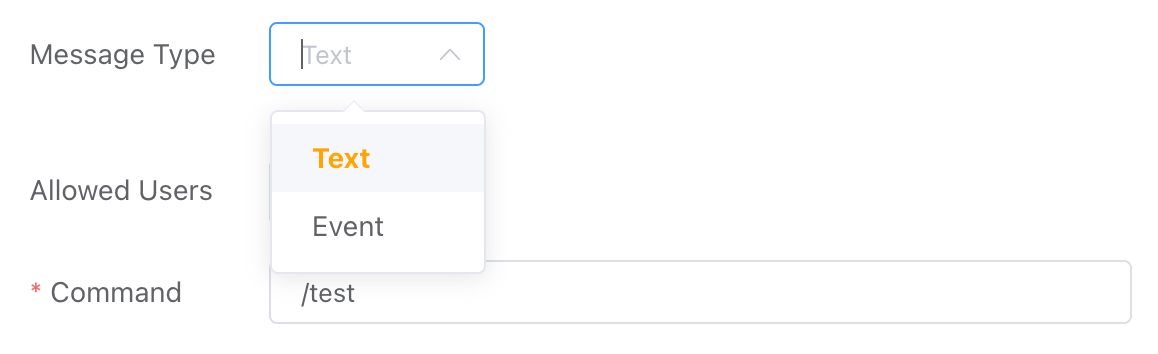 Message Type
Text
Text
Allowed Users
Event
* Command
/test